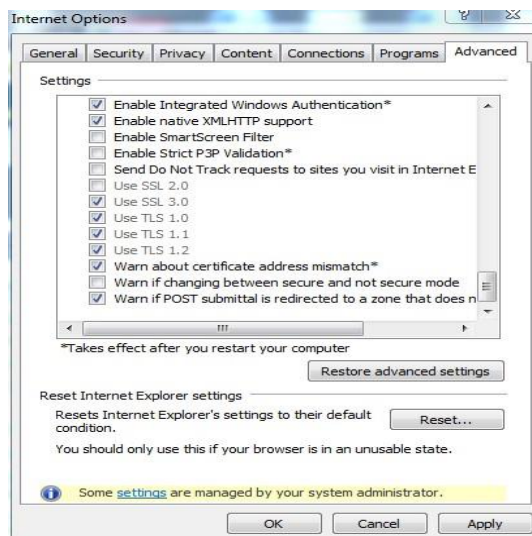 Internet Options
General Security Privacy Content Connections Programs Advanced
Settings
Enable Integrated Windows Authentication*
Enable native XMLHTTP support
Enable SmartScreen Filter
Enable Strict P3P Validation*
Send Do Not Track requests to sites you visit in Internet E
Use SSL 2.0
Use SSL 3.0
Use TLS 1.0
Use TLS 1.1
Use TLS 1.2
Warn about certificate address mismatch*
Warn if changing between secure and not secure mode
Warn if POST submittal is redirected to a zone that does n
*Takes effect after you restart your computer
Restore advanced settings
Reset Internet Explorer settings
Resets Internet Explorer's settings to their default
condition.
Reset...
You should only use this if your browser is in an unusable state.
Some settings are managed by your system administrator.
OK Cancel Apply